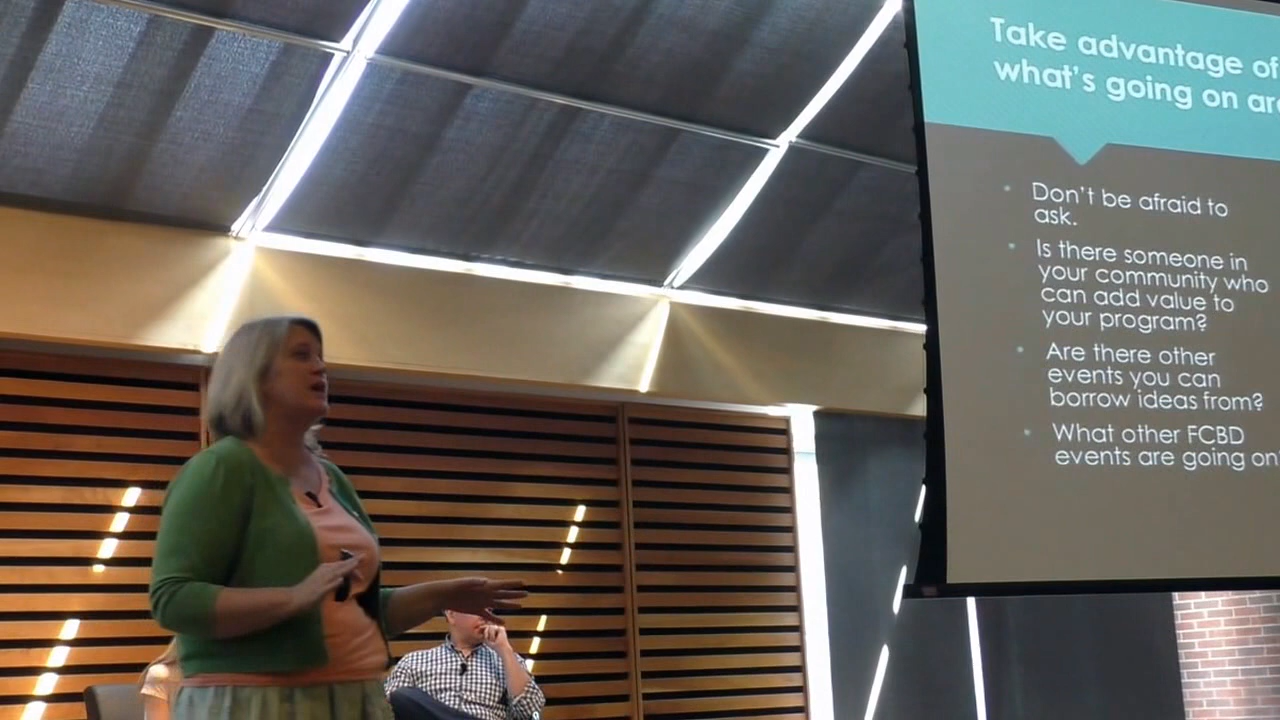 Take advantage of
what's going on
Don't be afraid to
ask.
Is there someone in
your community who
can add value to
your program?
Are there other
events you can
borrow ideas from?
What other FCBD
events are going on